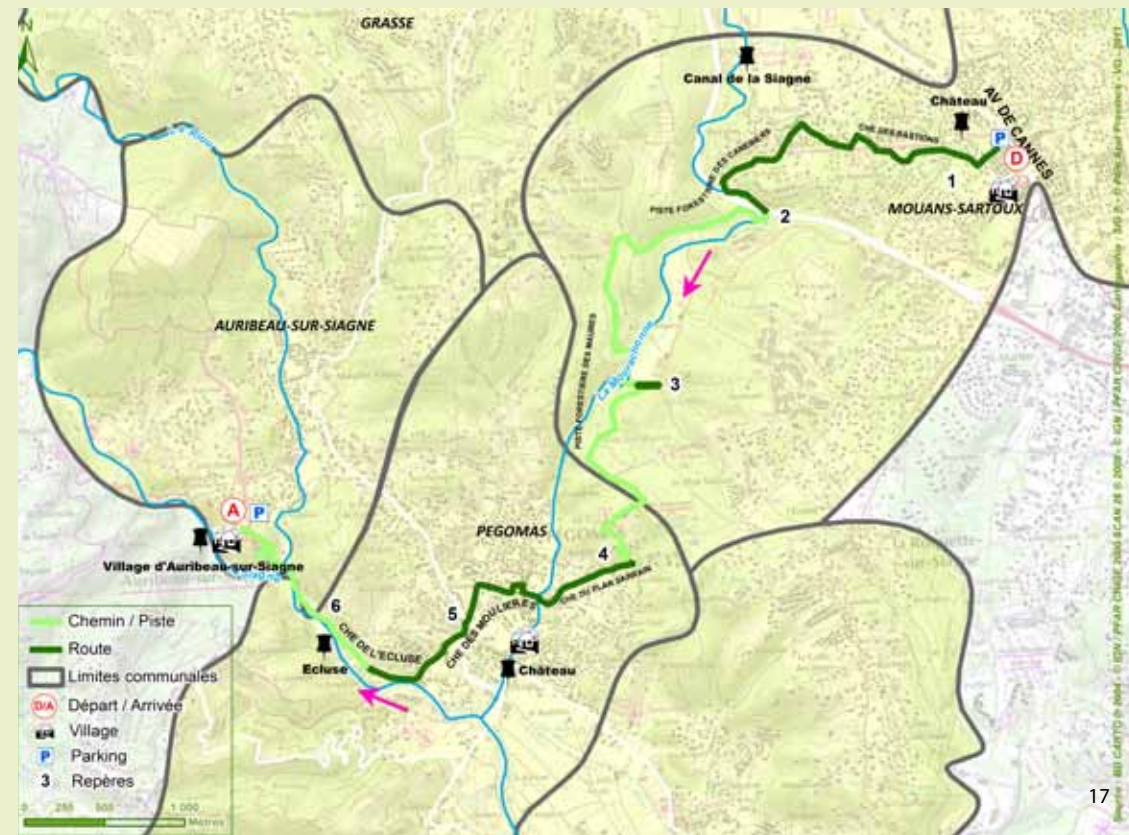 GRASSE
N
Canal de la Siagne
Château
AV DE CANNES
P
D
CHE DES BASTIONS
1
MOUANS-SARTOUX
PISTE FORESTIERE DES CANEBIERS
2
AURIBEAU-SUR-SIAGNE
La Mourachonne
PISTE FORESTIERE DES MAURES
3
A
P
PEGOMAS
4
Village d'Auribeau-sur-Siagne
CHE DU PLAN SARRAIN
CHE DES MOULIERES
5
6
CHE DE L'ECLUSE
Ecluse
Château
Chemin / Piste
Route
Limites communales
D/A Départ / Arrivée
Village
P Parking
3 Repères
0 250 500 1 000
Mètres
17